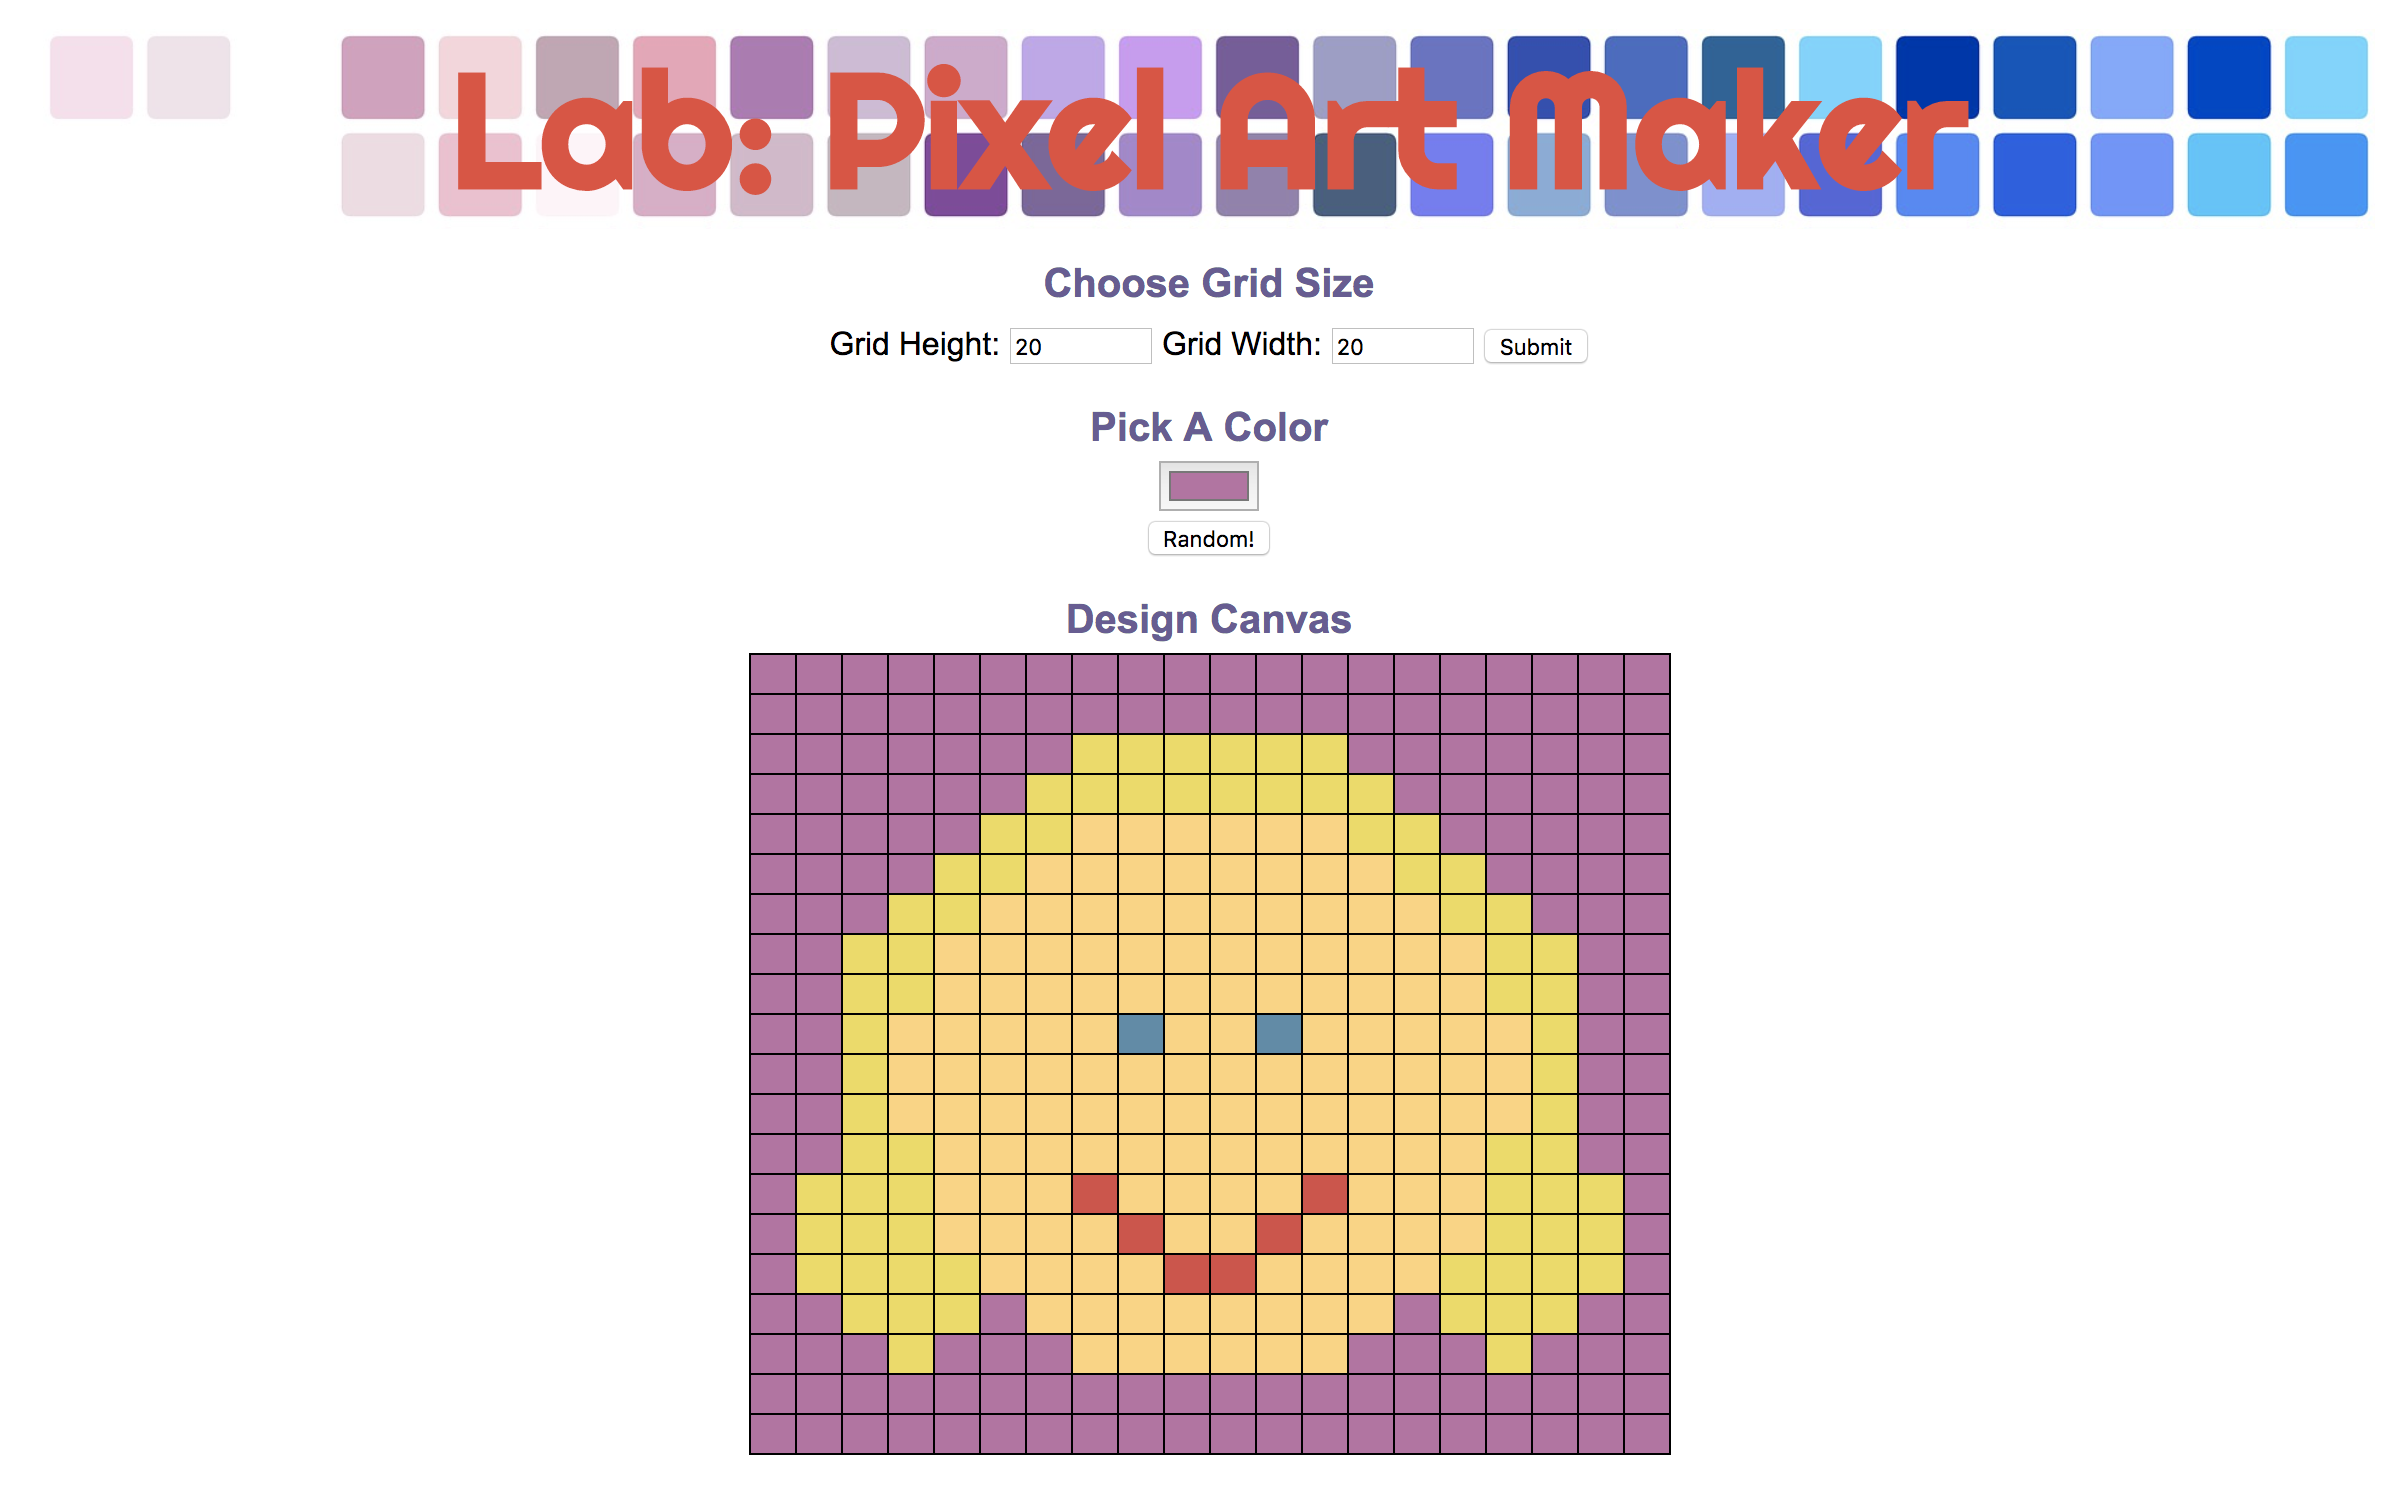 Lab: Pixel Art Maker
Choose Grid Size
Grid Height: 20 Grid Width: 20 Submit
Pick A Color
Random!
Design Canvas